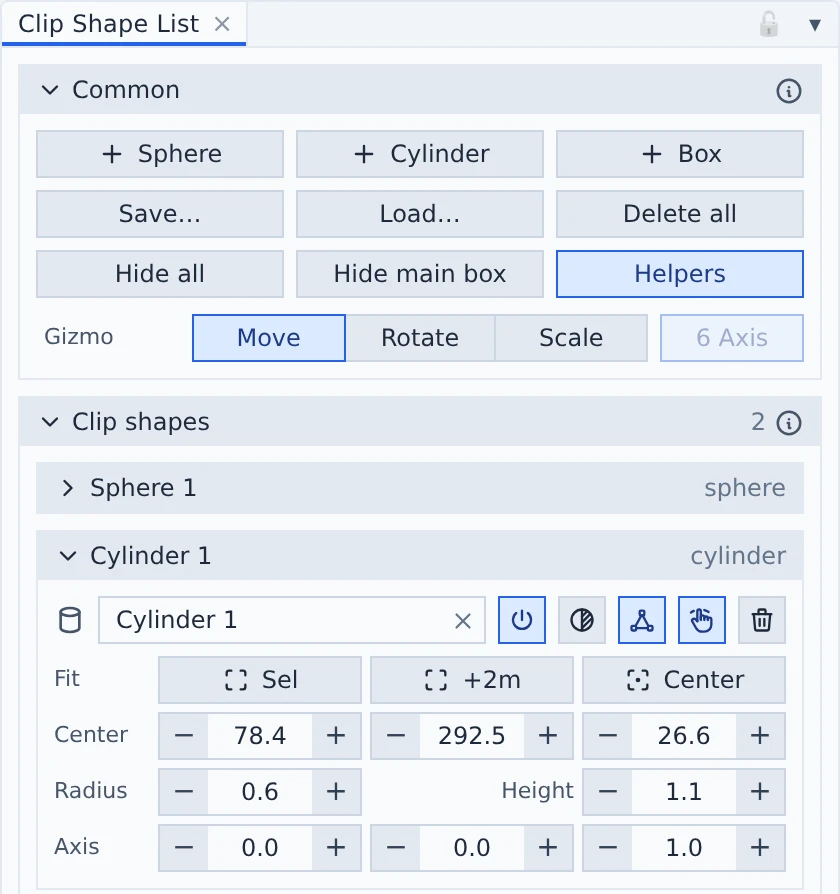 Clip Shape List
Common
+ Sphere + Cylinder + Box
Save... Load... Delete all
Hide all Hide main box Helpers
Gizmo Move Rotate Scale 6 Axis
Clip shapes 2
Sphere 1 sphere
Cylinder 1 cylinder
Cylinder 1
Fit Sel +2m Center
Center − 78.4 + − 292.5 + − 26.6 +
Radius − 0.6 + Height − 1.1 +
Axis − 0.0 + − 0.0 + − 1.0 +